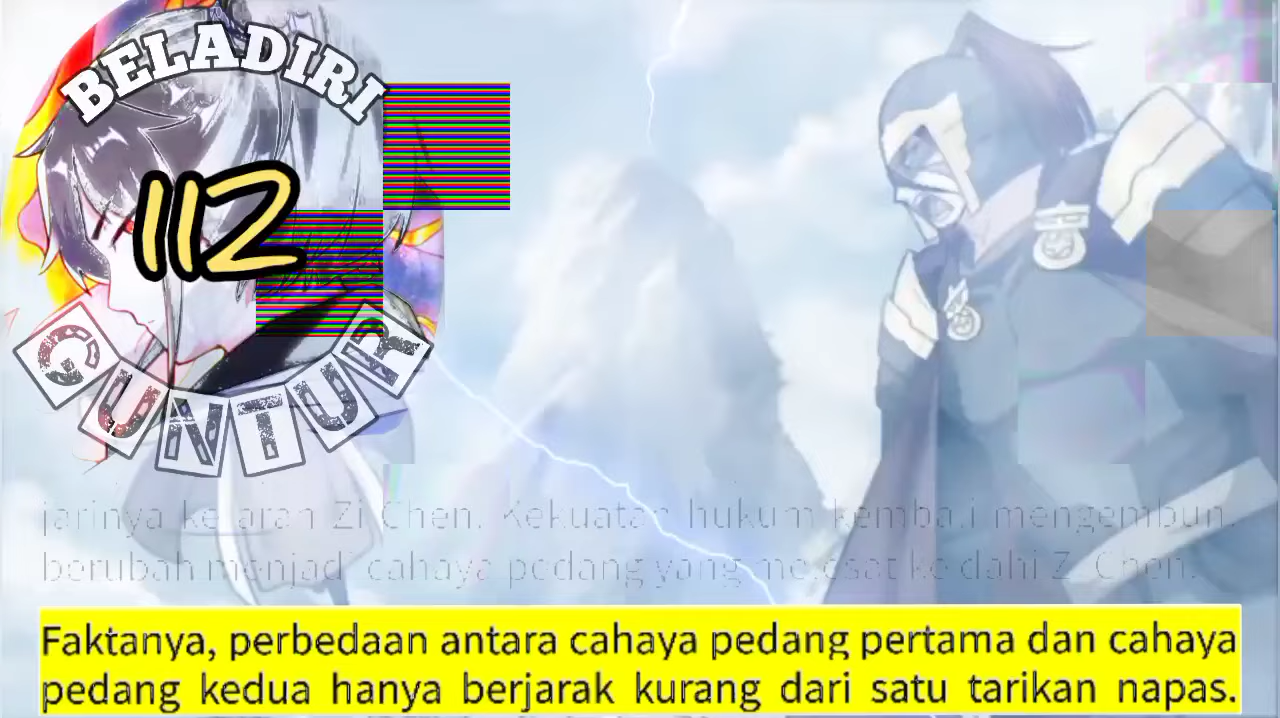 BELADIRI
112
GUNTUR
jarinya ke arah Zi Chen. Kekuatan hukum kembali mengembun,
berubah menjadi cahaya pedang yang melesat ke dahi Zi Chen.
Faktanya, perbedaan antara cahaya pedang pertama dan cahaya
pedang kedua hanya berjarak kurang dari satu tarikan napas.